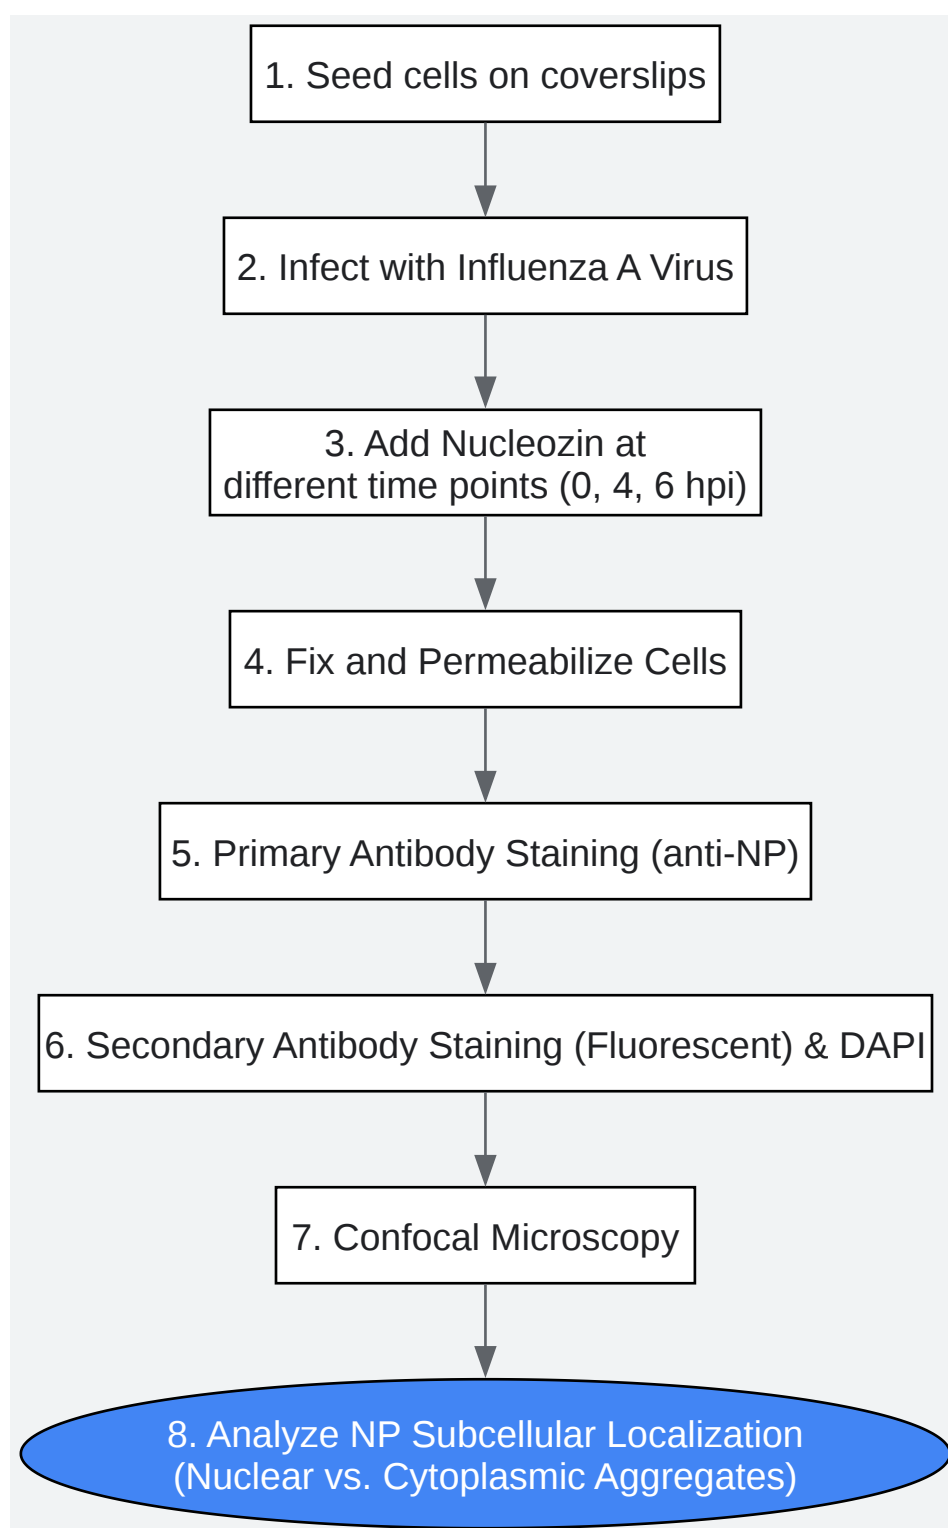 1. Seed cells on coverslips
2. Infect with Influenza A Virus
3. Add Nucleozin at
different time points (0, 4, 6 hpi)
4. Fix and Permeabilize Cells
5. Primary Antibody Staining (anti-NP)
6. Secondary Antibody Staining (Fluorescent) & DAPI
7. Confocal Microscopy
8. Analyze NP Subcellular Localization
(Nuclear vs. Cytoplasmic Aggregates)